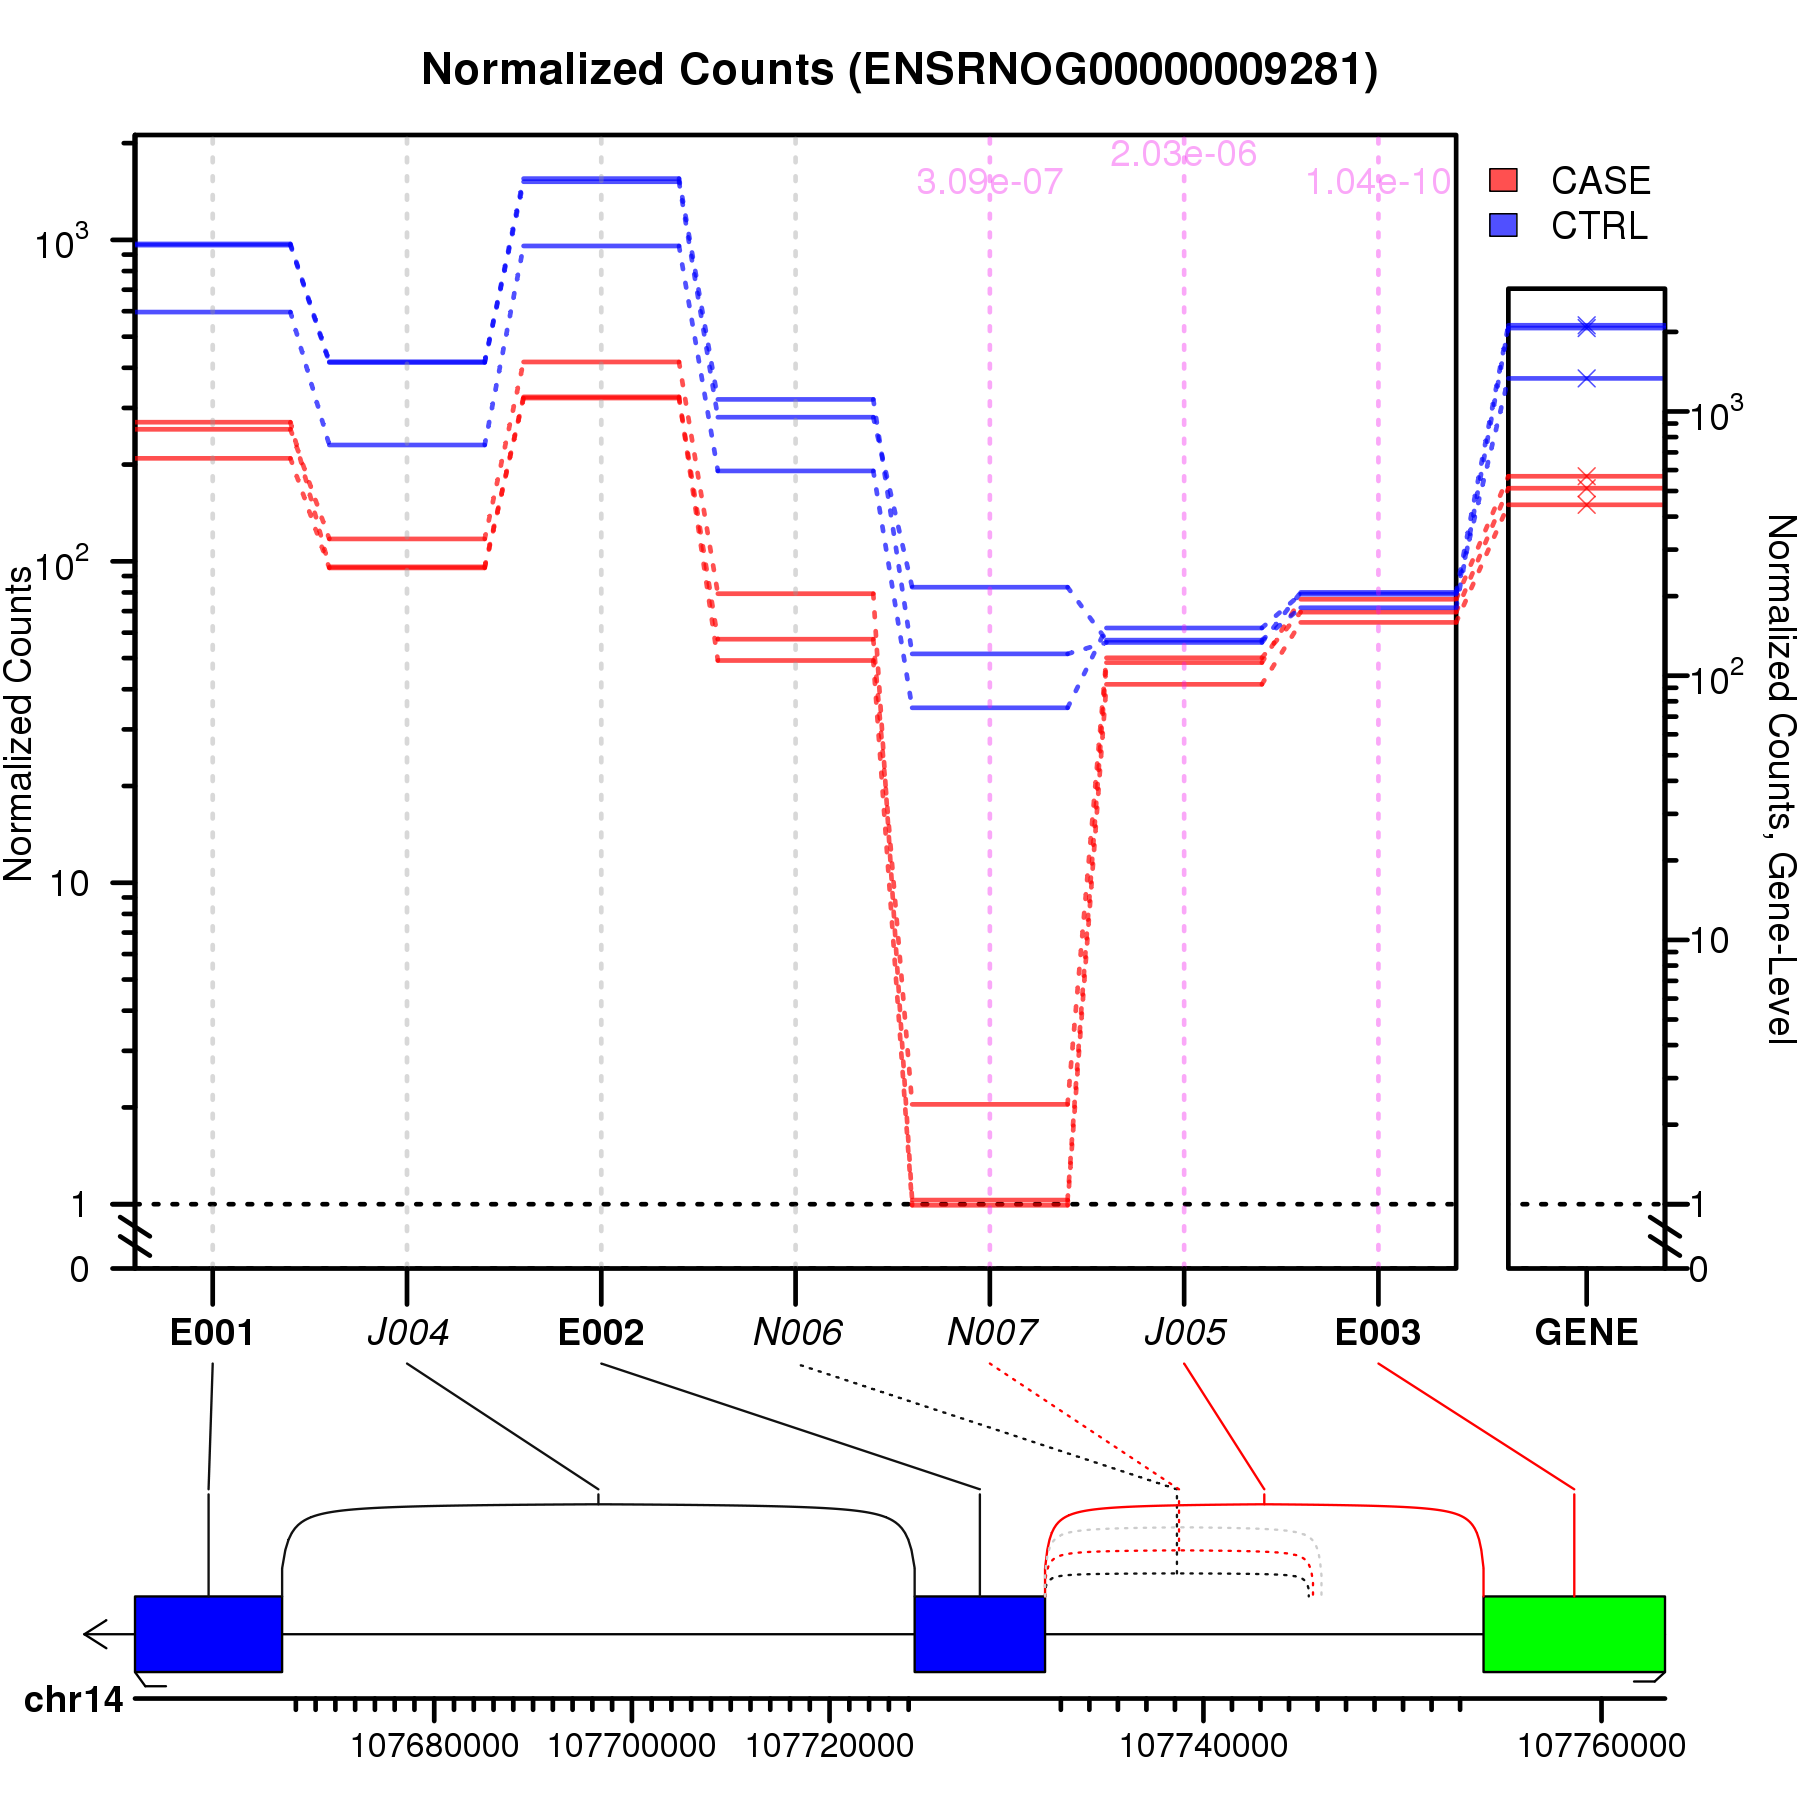 Normalized Counts (ENSRNOG00000009281)
2.03e-06
3.09e-07
1.04e-10
CASE
CTRL
Normalized Counts
10^3
10^2
10
1
0
10^3
10^2
10
1
0
Normalized Counts, Gene-Level
E001 J004 E002 N006 N007 J005 E003 GENE
chr14
107680000 107700000 107720000 107740000 107760000